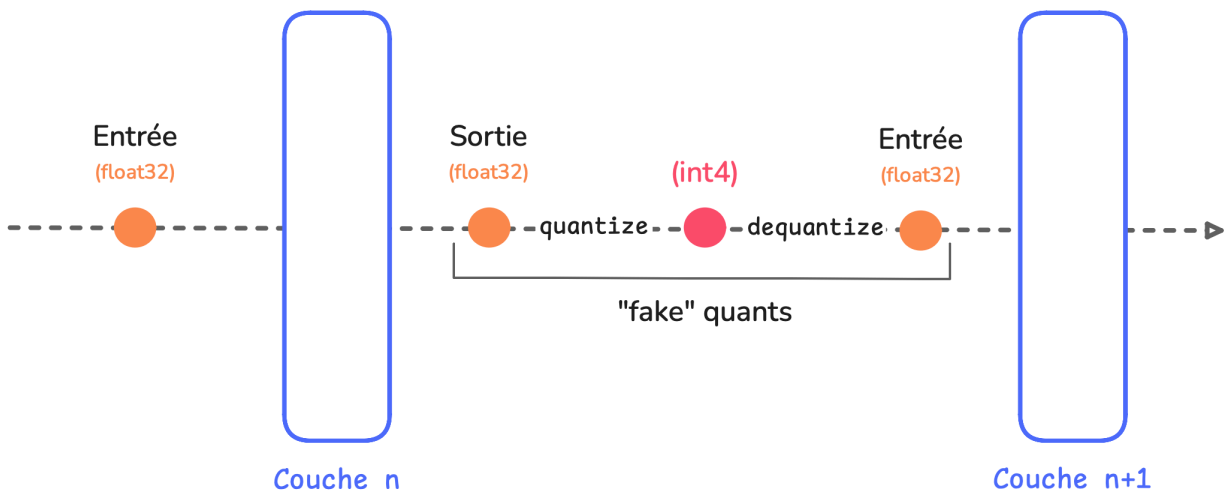 Entrée
(float32)
Sortie
(float32)
(int4)
Entrée
(float32)
quantize
dequantize
"fake" quants
Couche n
Couche n+1